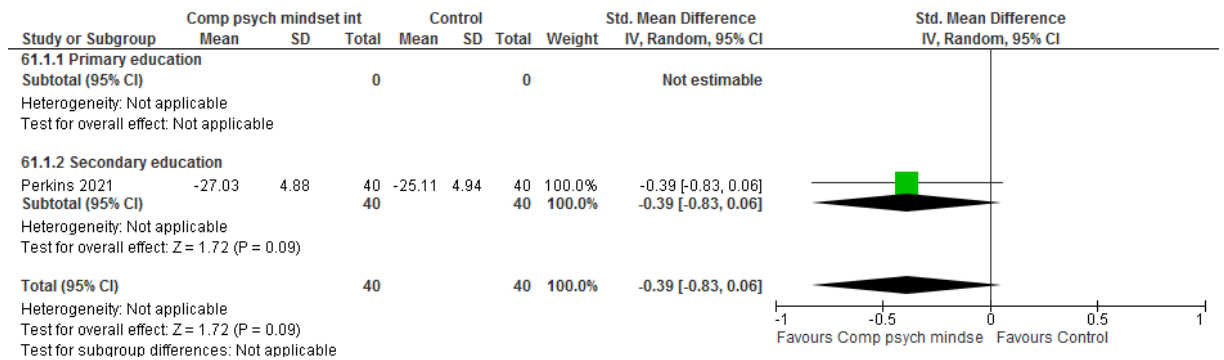 Comp psych mindset int Control Std. Mean Difference Std. Mean Difference
Study or Subgroup Mean SD Total Mean SD Total Weight IV, Random, 95% CI IV, Random, 95% CI
61.1.1 Primary education
Subtotal (95% CI) 0 0 Not estimable
Heterogeneity: Not applicable
Test for overall effect: Not applicable
61.1.2 Secondary education
Perkins 2021 -27.03 4.88 40 -25.11 4.94 40 100.0% -0.39 [-0.83, 0.06]
Subtotal (95% CI) 40 40 100.0% -0.39 [-0.83, 0.06]
Heterogeneity: Not applicable
Test for overall effect: Z = 1.72 (P = 0.09)
Total (95% CI) 40 40 100.0% -0.39 [-0.83, 0.06]
Heterogeneity: Not applicable
Test for overall effect: Z = 1.72 (P = 0.09)
Test for subgroup differences: Not applicable
-1 -0.5 0 0.5 1
Favours Comp psych mindse Favours Control